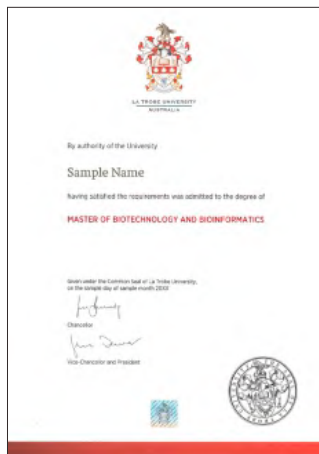 LA TROBE UNIVERSITY
AUSTRALIA
By authority of the University
Sample Name
having satisfied the requirements was admitted to the degree of
MASTER OF BIOTECHNOLOGY AND BIOINFORMATICS
Given under the Common Seal of La Trobe University,
on the sample day of sample month
Chancellor
Vice-Chancellor and President